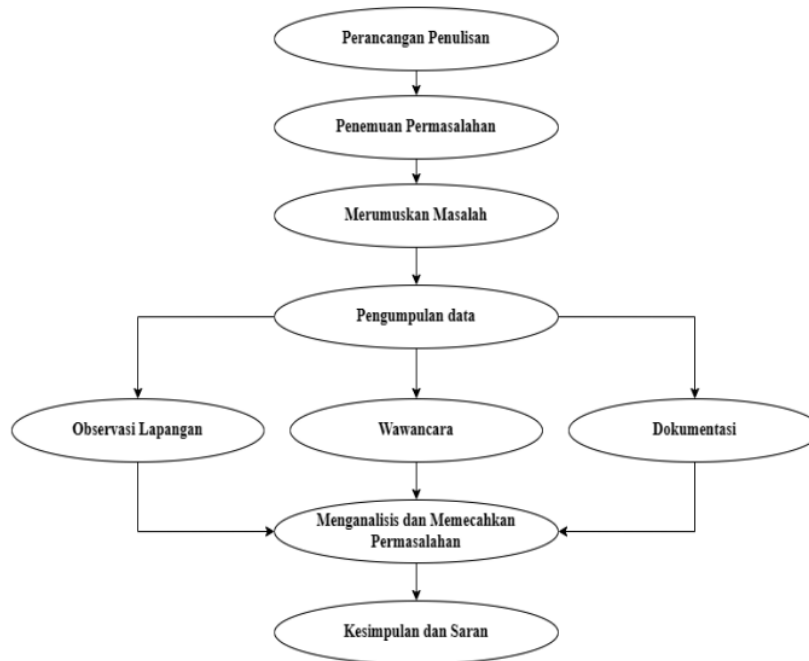 Perancangan Penulisan
Penemuan Permasalahan
Merumuskan Masalah
Pengumpulan data
Observasi Lapangan
Wawancara
Dokumentasi
Menganalisis dan Memecahkan
Permasalahan
Kesimpulan dan Saran